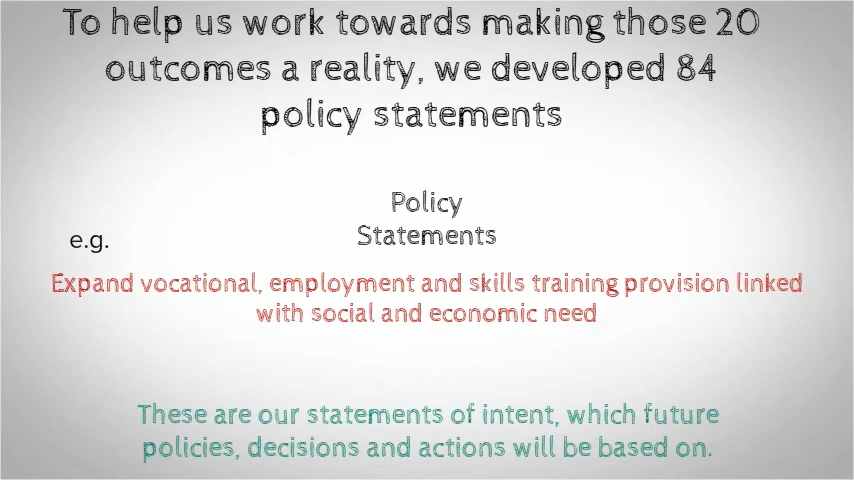 To help us work towards making those 20
outcomes a reality, we developed 84
policy statements
Policy
Statements
e.g.
Expand vocational, employment and skills training provision linked
with social and economic need
These are our statements of intent, which future
policies, decisions and actions will be based on.